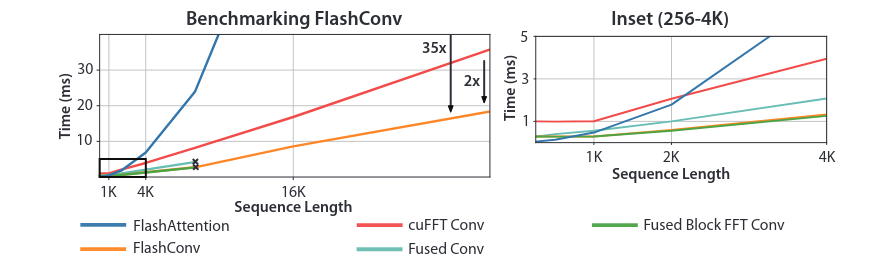 Benchmarking FlashConv
Inset (256-4K)
Time (ms)
30
20
10
35x
2x
1K 4K 16K
Sequence Length
Time (ms)
5
3
1
1K 2K 4K
Sequence Length
FlashAttention
cuFFT Conv
Fused Block FFT Conv
FlashConv
Fused Conv